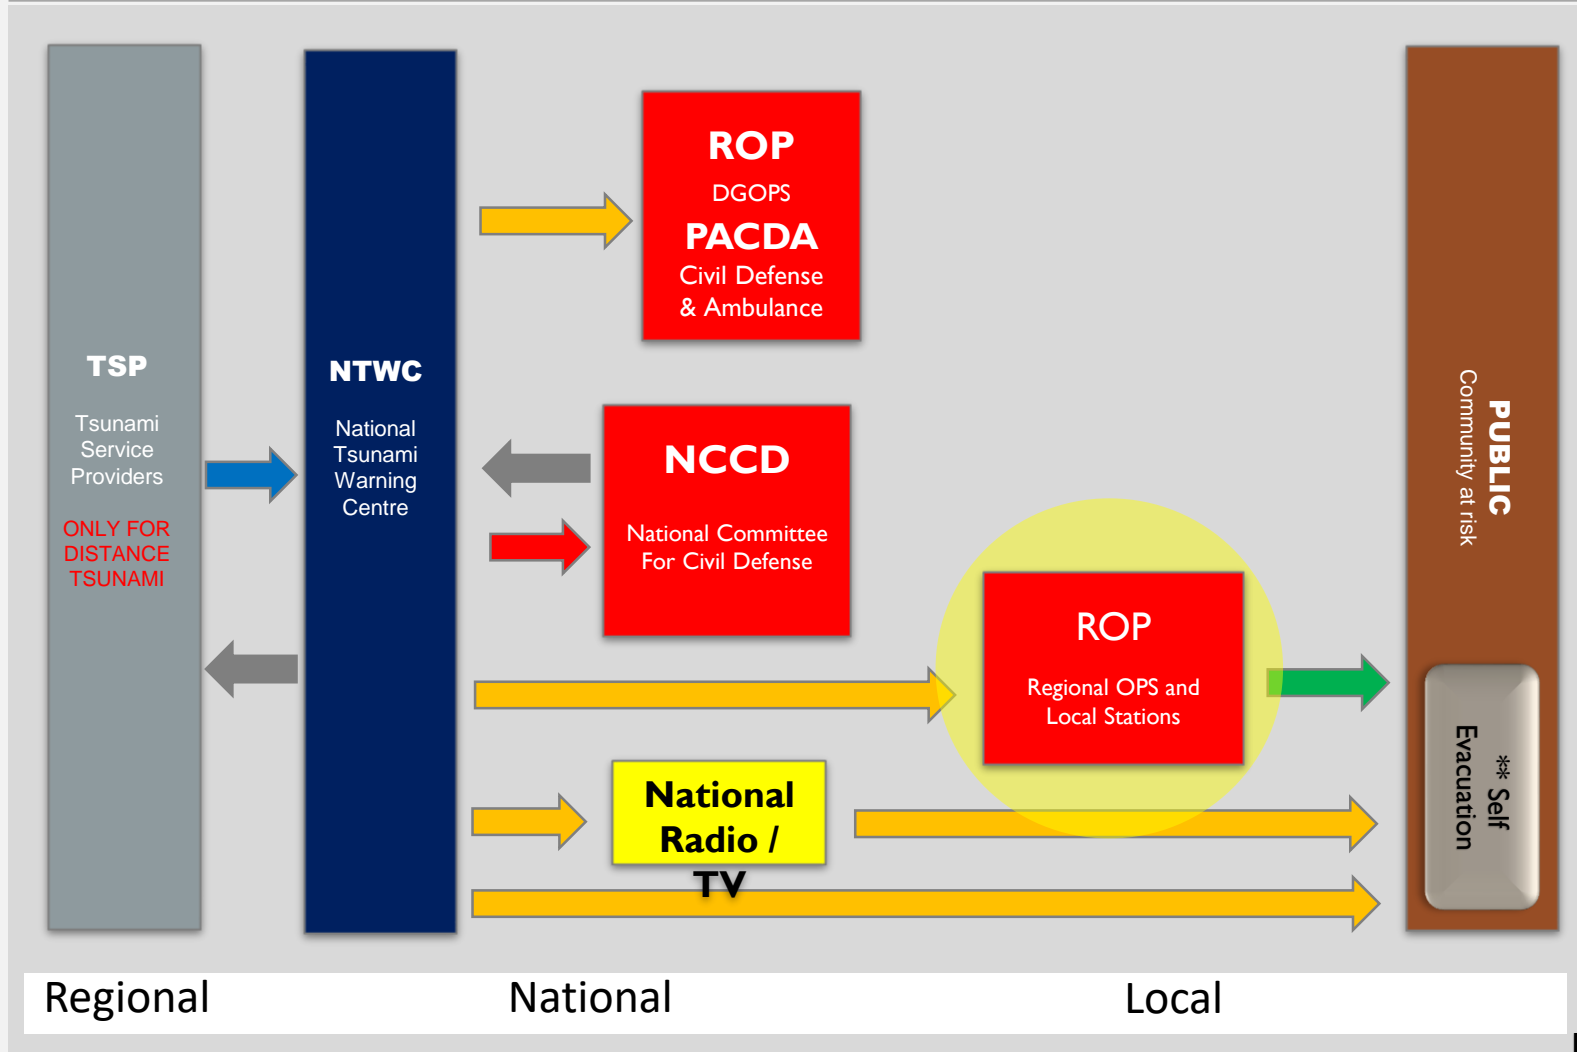 TSP
Tsunami
Service
Providers
ONLY FOR
DISTANCE
TSUNAMI
NTWC
National
Tsunami
Warning
Centre
ROP
DGOPS
PACDA
Civil Defense
& Ambulance
NCCD
National Committee
For Civil Defense
ROP
Regional OPS and
Local Stations
National
Radio /
TV
PUBLIC
Community at risk
** Self
Evacuation
Regional
National
Local